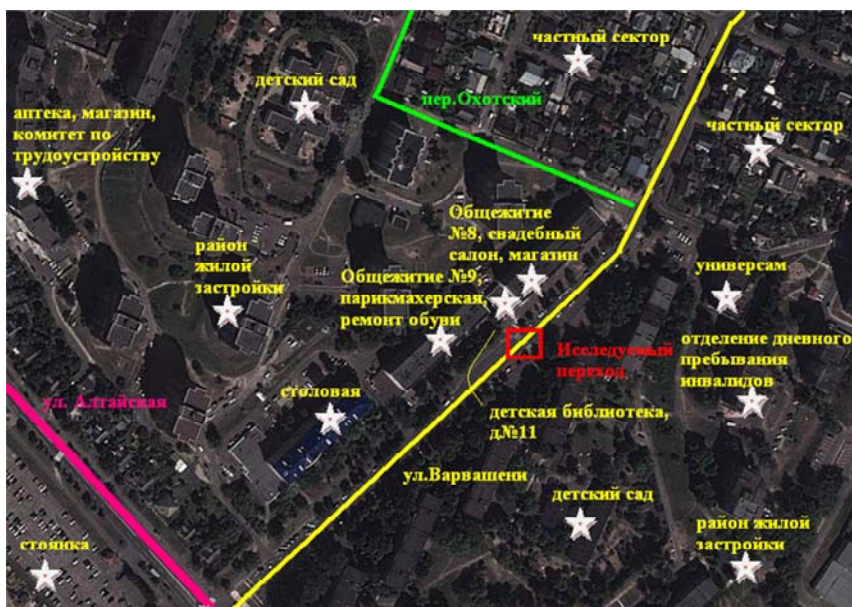 частный сектор
детский сад
пер.Охотский
аптека, магазин,
комитет по
трудоустройству
частный сектор
Общежитие
№8, свадебный
салон, магазин
район
жилой
застройки
Общежитие №9,
парикмахерская,
ремонт обуви
универсам
Исследуемый
переход
отделение дневного
пребывания
инвалидов
ул. Алтайская
столовая
детская библиотека,
д№11
ул.Варвашени
детский сад
район жилой
застройки
стоянка